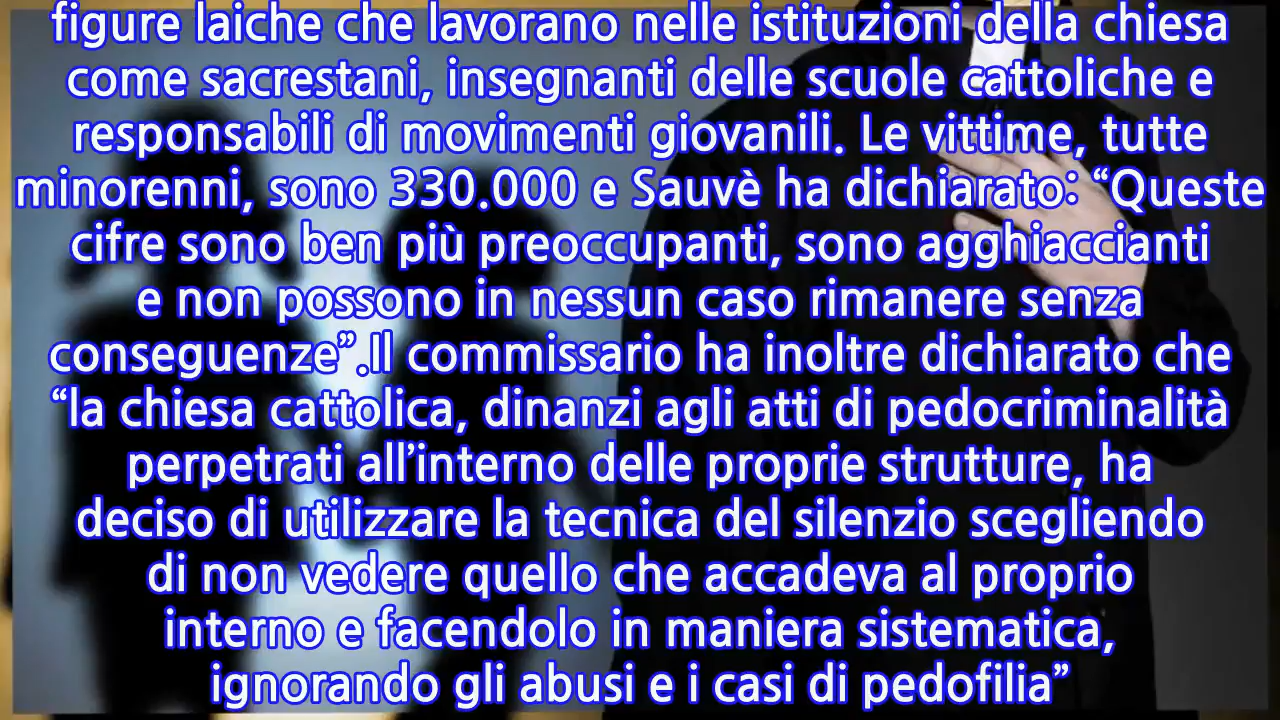 figure laiche che lavorano nelle istituzioni della chiesa
come sacrestani, insegnanti delle scuole cattoliche e
responsabili di movimenti giovanili. Le vittime, tutte
minorenni, sono 330.000 e Sauvè ha dichiarato: “Queste
cifre sono ben più preoccupanti, sono agghiaccianti
e non possono in nessun caso rimanere senza
conseguenze”.Il commissario ha inoltre dichiarato che
“la chiesa cattolica, dinanzi agli atti di pedocriminalità
perpetrati all’interno delle proprie strutture, ha
deciso di utilizzare la tecnica del silenzio scegliendo
di non vedere quello che accadeva al proprio
interno e facendolo in maniera sistematica,
ignorando gli abusi e i casi di pedofilia”